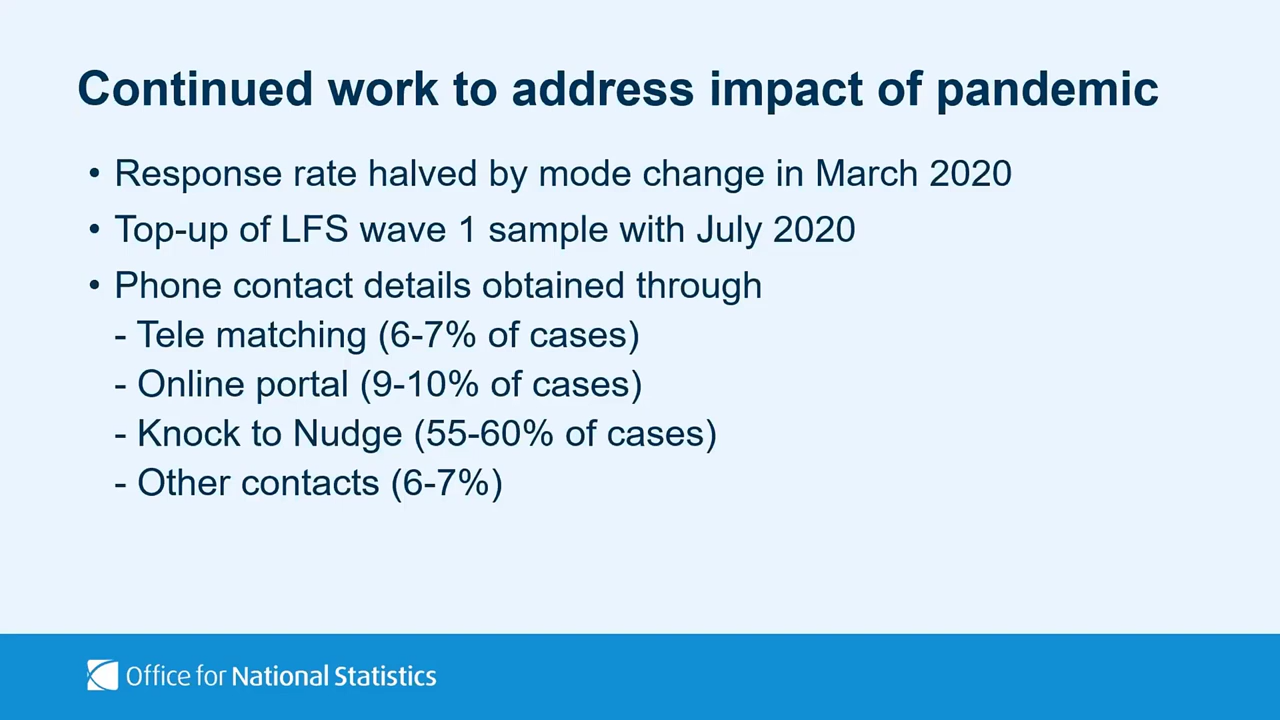 Continued work to address impact of pandemic
• Response rate halved by mode change in March 2020
• Top-up of LFS wave 1 sample with July 2020
• Phone contact details obtained through
- Tele matching (6-7% of cases)
- Online portal (9-10% of cases)
- Knock to Nudge (55-60% of cases)
- Other contacts (6-7%)
Office for National Statistics